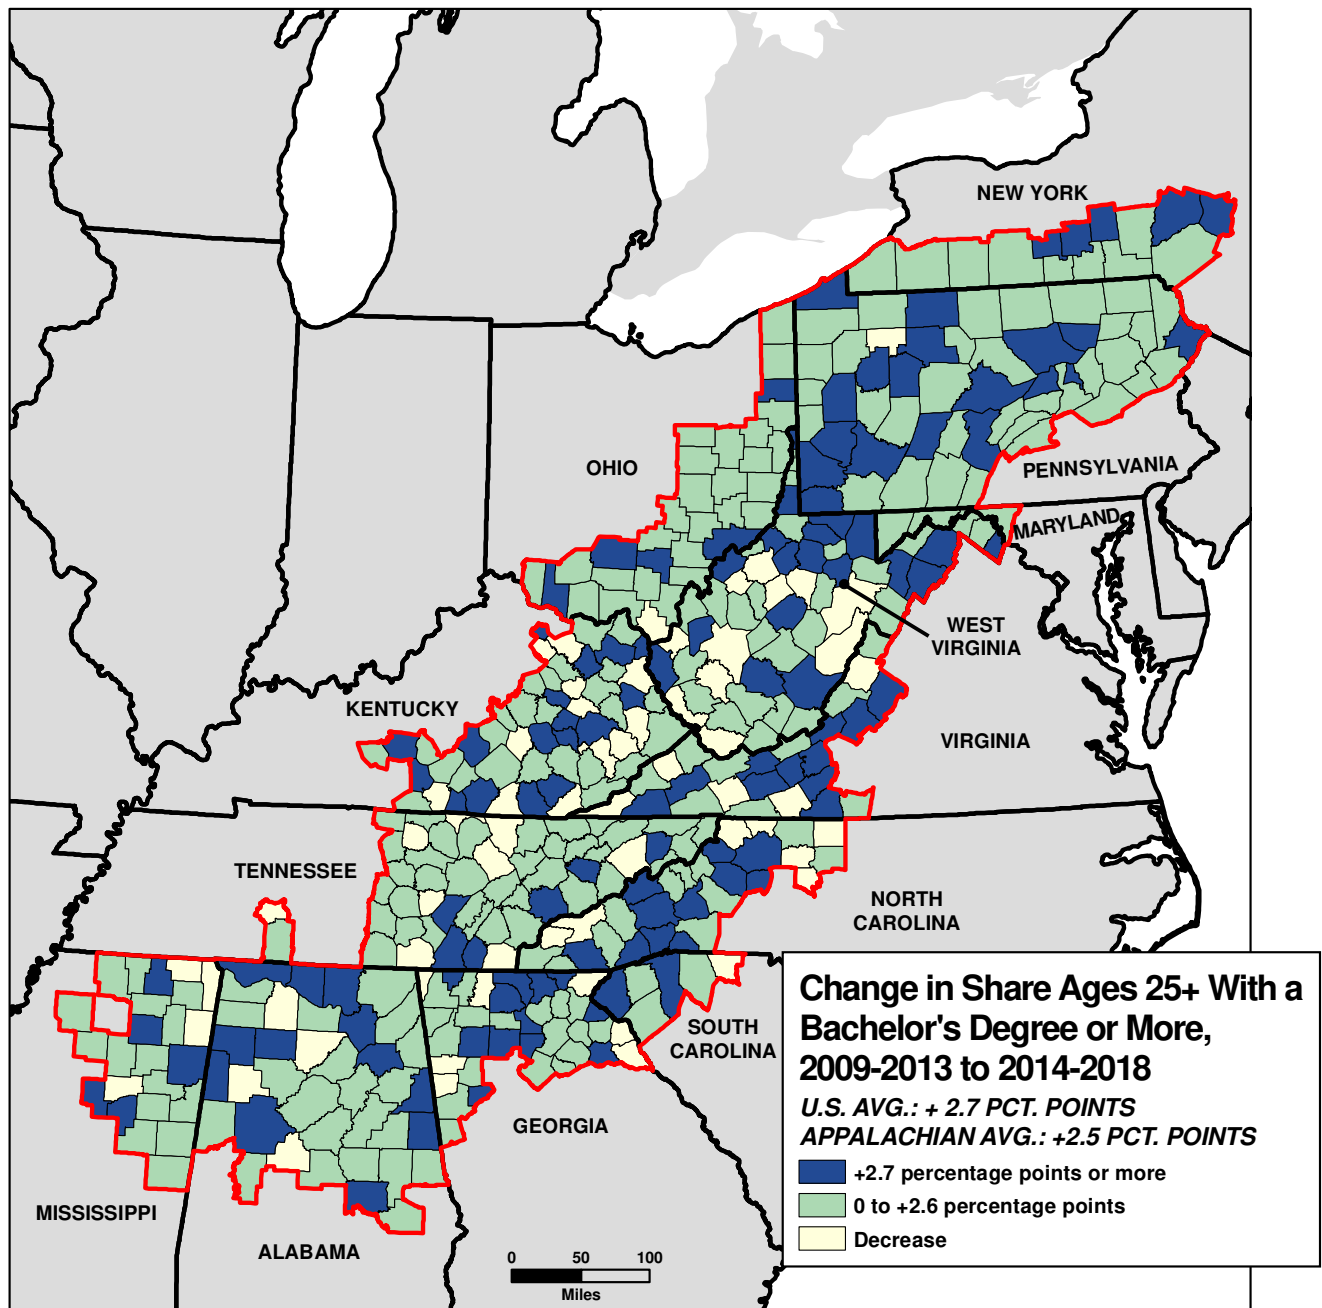 NEW YORK
OHIO
PENNSYLVANIA
MARYLAND
WEST
VIRGINIA
KENTUCKY
VIRGINIA
TENNESSEE
NORTH
CAROLINA
SOUTH
CAROLINA
GEORGIA
MISSISSIPPI
ALABAMA
0 50 100
Miles
Change in Share Ages 25+ With a
Bachelor's Degree or More,
2009-2013 to 2014-2018
U.S. AVG.: + 2.7 PCT. POINTS
APPALACHIAN AVG.: +2.5 PCT. POINTS
+2.7 percentage points or more
0 to +2.6 percentage points
Decrease